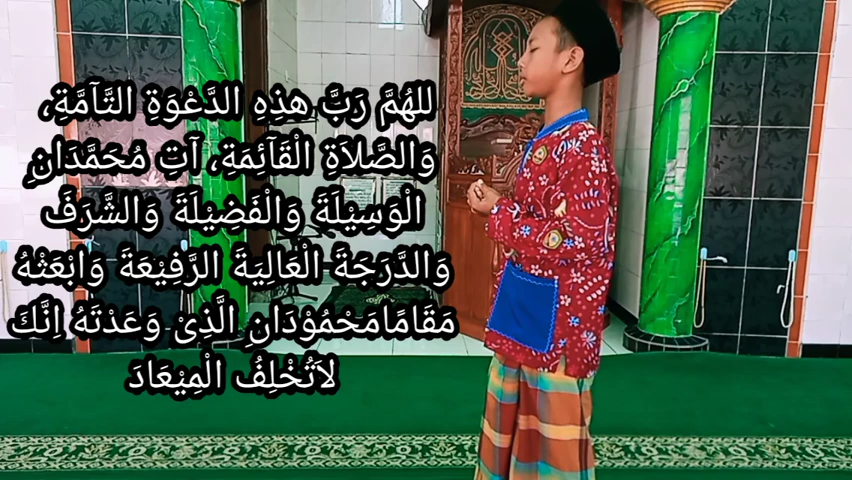 للهُمَّ رَبَّ هذِهِ الدَّعْوَةِ التَّآمَّةِ،
وَالصَّلاَةِ الْقَآئِمَةِ، آتِ مُحَمَّدَانِ
الْوَسِيْلَةَ وَالْفَضِيْلَةَ وَالشَّرَفَ
وَالدَّرَجَةَ الْعَالِيَةَ الرَّفِيْعَةَ وَابْعَثْهُ
مَقَامًامَحْمُوْدَانِ الَّذِىْ وَعَدْتَهُ اِنَّكَ
لاَتُخْلِفُ الْمِيْعَادَ